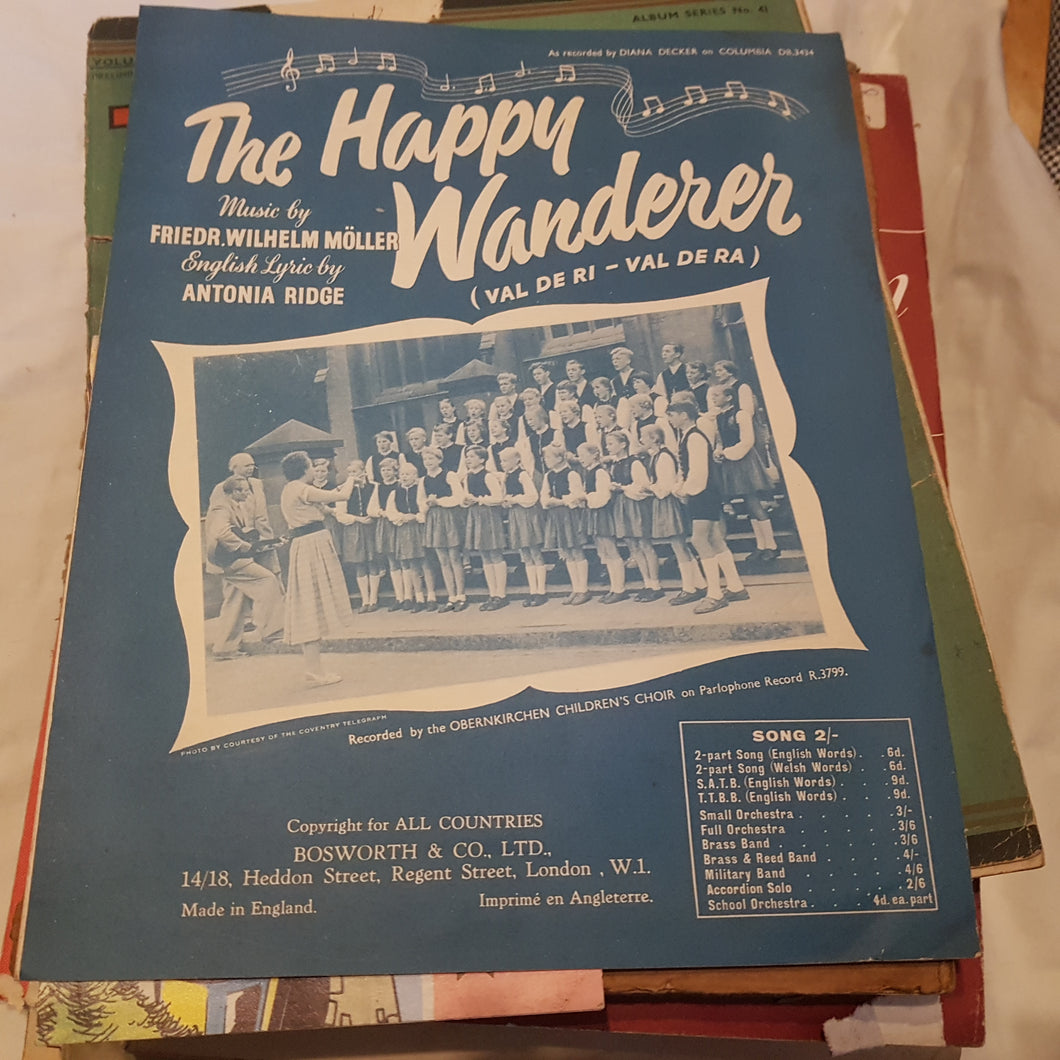 ALBUM SERIES No. 41
VOLU
As recorded by DIANA DECKER on COLUMBIA DB.3454
The Happy
Wanderer
(VAL DE RI – VAL DE RA)
Music by
FRIEDR. WILHELM MÖLLER
English Lyric by
ANTONIA RIDGE
PHOTO BY COURTESY OF THE COVENTRY TELEGRAPH
Recorded by the OBERNKIRCHEN CHILDREN'S CHOIR on Parlophone Record R.3799.
SONG 2/-
2-part Song (English Words) . . 6d.
2-part Song (Welsh Words) . . 6d.
S.A.T.B. (English Words) . . . 9d.
T.T.B.B. (English Words) . . . 9d.
Small Orchestra . . . . . 3/-
Full Orchestra . . . . . 3/6
Brass Band . . . . . 3/6
Brass & Reed Band . . . . 4/-
Military Band . . . . . 4/6
Accordion Solo . . . . . 2/6
School Orchestra . . . 4d. ea. part
Copyright for ALL COUNTRIES
BOSWORTH & CO., LTD.,
14/18, Heddon Street, Regent Street, London, W.1.
Made in England. Imprimé en Angleterre.